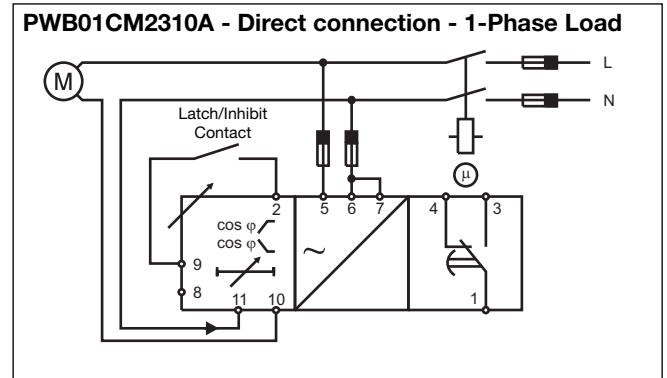 PWB01CM2310A - Direct connection - 1-Phase Load
M
L
N
Latch/Inhibit
Contact
μ
2
5
6
7
4
3
cos φ
cos φ
~
9
8
11
10
1